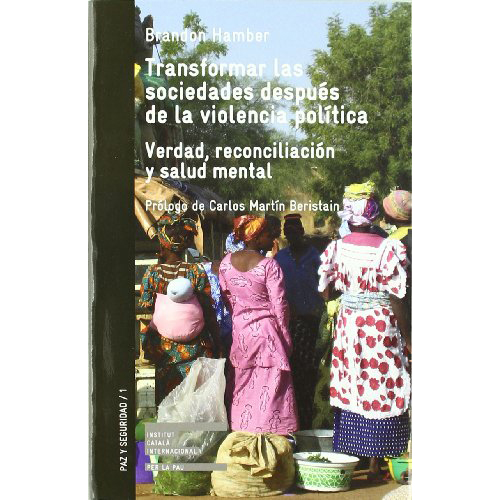 Brandon Hamber
Transformar las
sociedades después
de la violencia política
Verdad, reconciliación
y salud mental
Prólogo de Carlos Martín Beristain
PAZ Y SEGURIDAD / 1
INSTITUT
CATALÀ
INTERNACIONAL
PER LA PAU